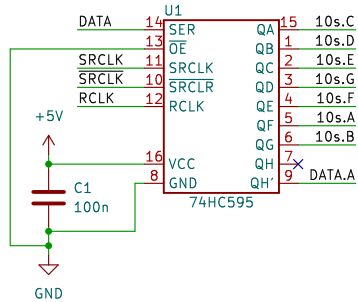 U1
DATA 14 SER QA 15 10s.C
13 OE QB 1 10s.D
SRCLK 11 SRCLK QC 2 10s.E
SRCLK 10 SRCLR QD 3 10s.G
RCLK 12 RCLK QE 4 10s.F
QF 5 10s.A
+5V
QG 6 10s.B
16 VCC QH 7
8 GND QH' 9 DATA.A
C1
100n
74HC595
GND